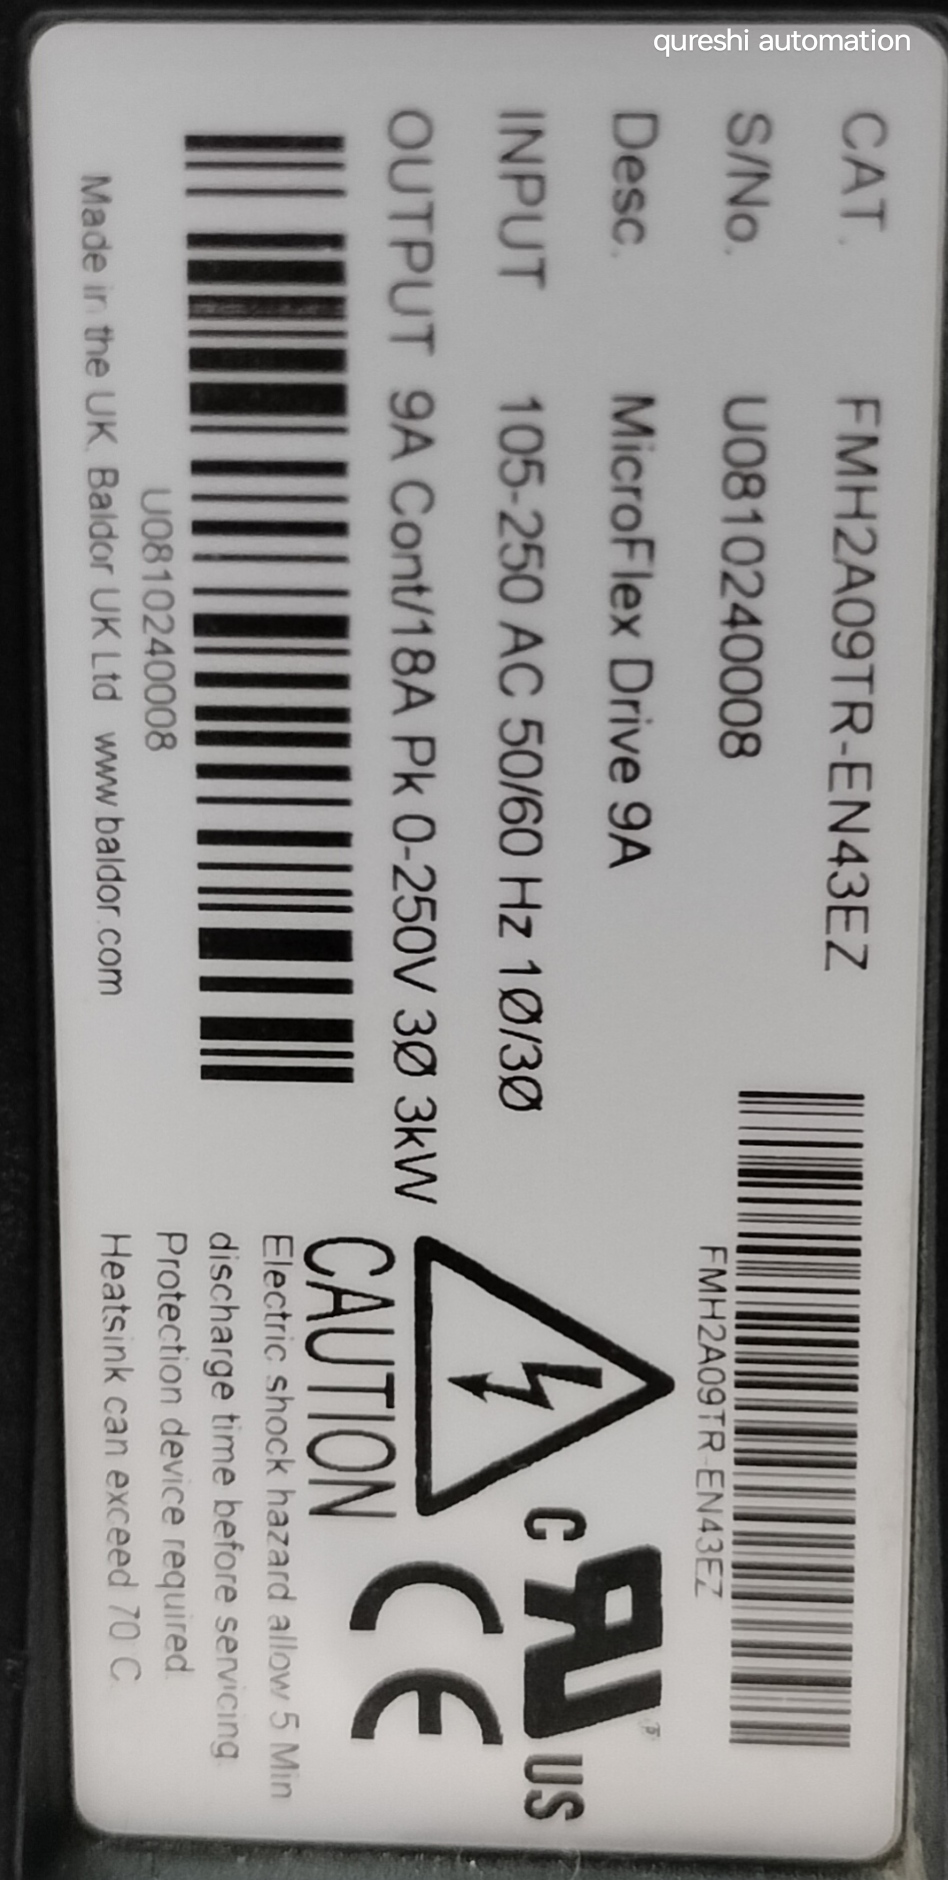 qureshi automation
CAT. FMH2A09TR-EN43EZ
S/No. U0810240008
Desc. MicroFlex Drive 9A
INPUT 105-250 AC 50/60 Hz 1Ø/3Ø
OUTPUT 9A Cont/18A Pk 0-250V 3Ø 3kW
U0810240008
Made in the UK. Baldor UK Ltd www.baldor.com
FMH2A09TR-EN43EZ
C US
CE
CAUTION
Electric shock hazard allow 5 Min
discharge time before servicing.
Protection device required.
Heatsink can exceed 70 C.